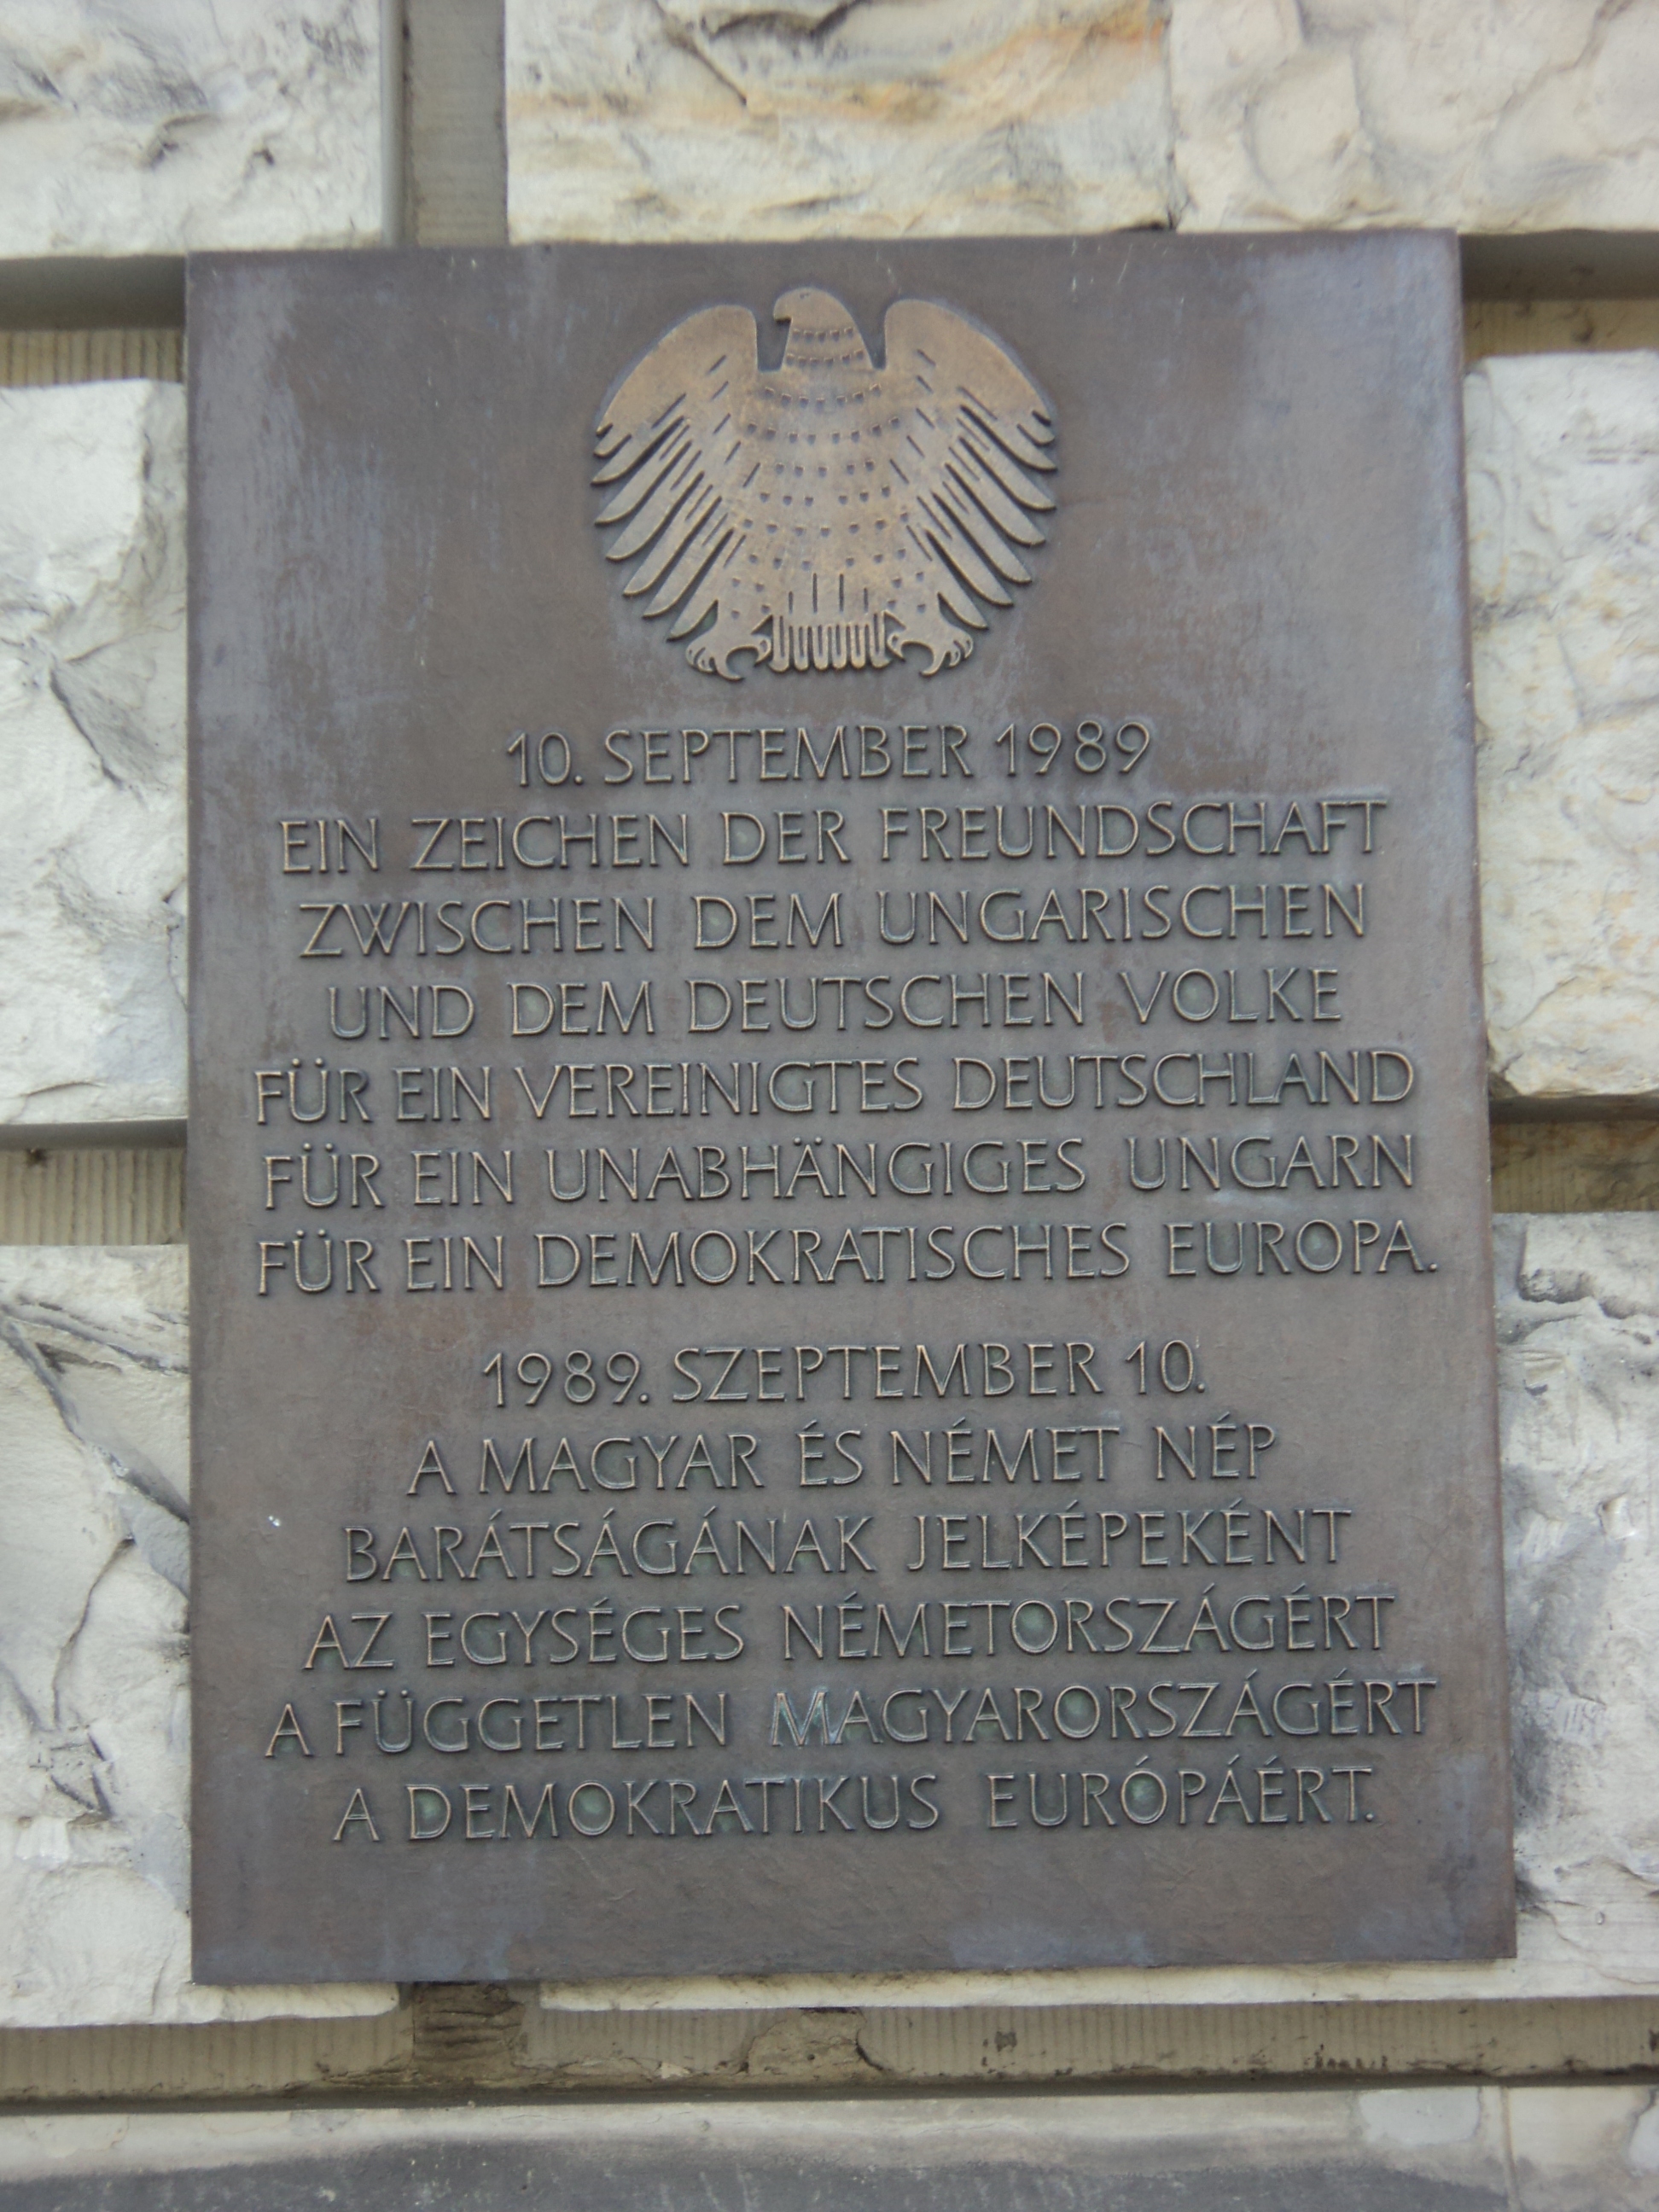 10. SEPTEMBER 1989
EIN ZEICHEN DER FREUNDSCHAFT
ZWISCHEN DEM UNGARISCHEN
UND DEM DEUTSCHEN VOLKE
FÜR EIN VEREINIGTES DEUTSCHLAND
FÜR EIN UNABHÄNGIGES UNGARN
FÜR EIN DEMOKRATISCHES EUROPA.
1989. SZEPTEMBER 10.
A MAGYAR ÉS NÉMET NÉP
BARÁTSÁGÁNAK JELKÉPEKÉNT
AZ EGYSÉGES NÉMETORSZÁGÉRT
A FÜGGETLEN MAGYARORSZÁGÉRT
A DEMOKRATIKUS EURÓPÁÉRT.